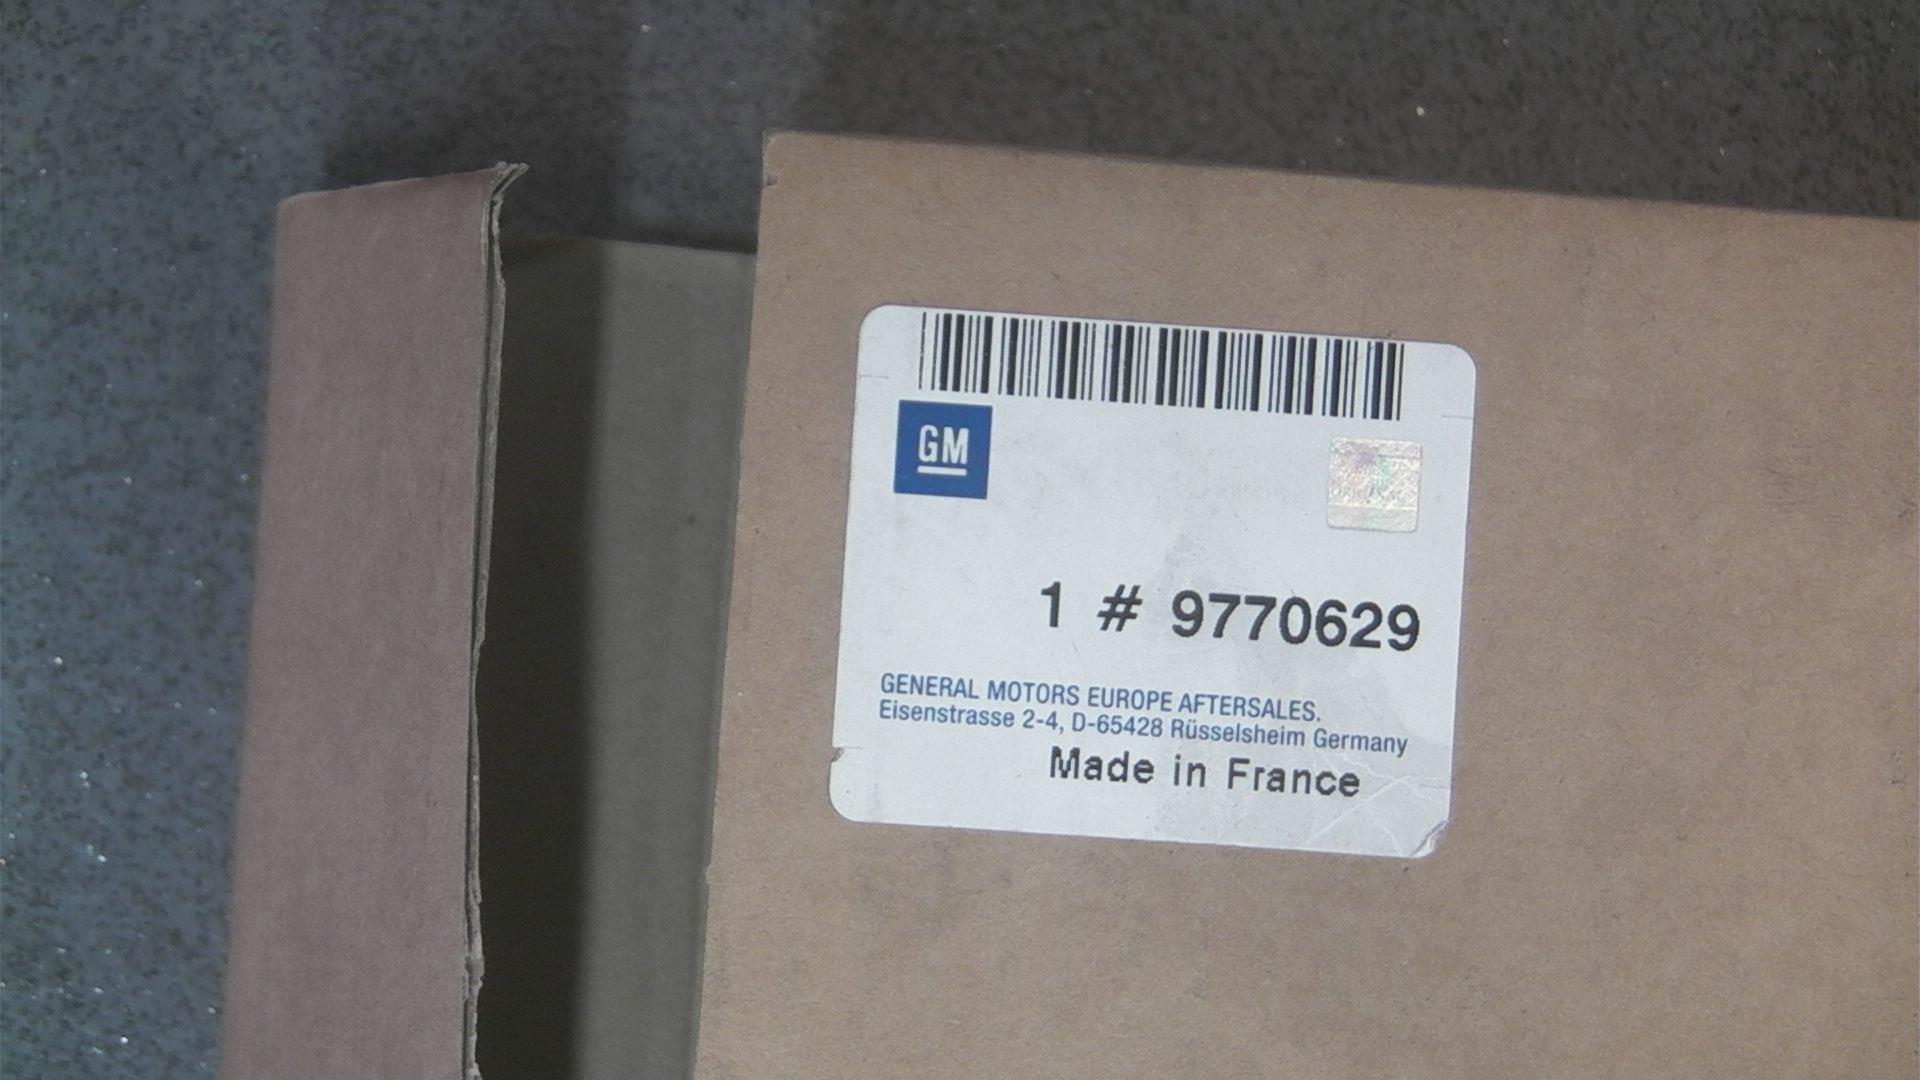 GM
1 # 9770629
GENERAL MOTORS EUROPE AFTERSALES.
Eisenstrasse 2-4, D-65428 Rüsselsheim Germany
Made in France